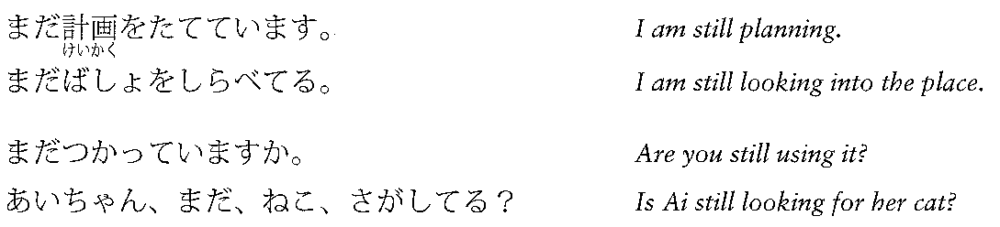 まだ計画をたてています。 I am still planning.
けいかく
まだばしょをしらべてる。 I am still looking into the place.
まだつかっていますか。 Are you still using it?
あいちゃん、まだ、ねこ、さがしてる？ Is Ai still looking for her cat?